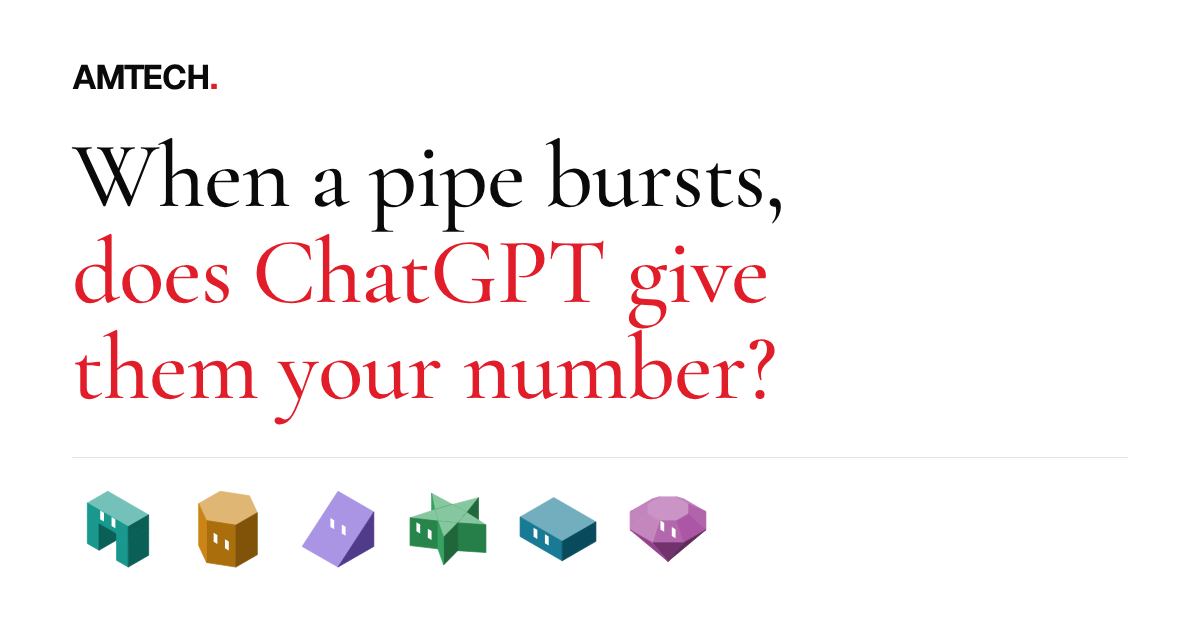 AMTECH.
When a pipe bursts,
does ChatGPT give
them your number?